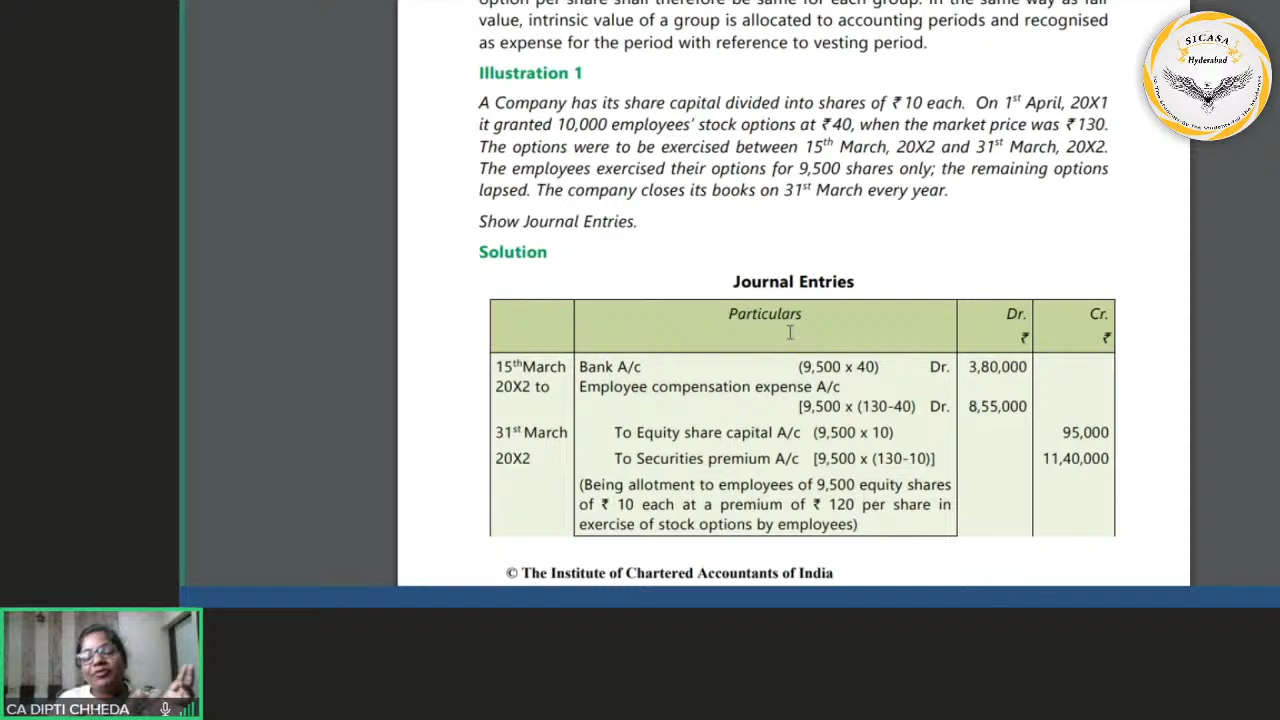 option per share shall therefore be same for each group. In the same way as fair
value, intrinsic value of a group is allocated to accounting periods and recognised
as expense for the period with reference to vesting period.
Illustration 1
A Company has its share capital divided into shares of ₹ 10 each. On 1st April, 20X1
it granted 10,000 employees' stock options at ₹ 40, when the market price was ₹ 130.
The options were to be exercised between 15th March, 20X2 and 31st March, 20X2.
The employees exercised their options for 9,500 shares only; the remaining options
lapsed. The company closes its books on 31st March every year.
Show Journal Entries.
Solution
Journal Entries
Particulars Dr. Cr.
₹ ₹
15thMarch Bank A/c (9,500 x 40) Dr. 3,80,000
20X2 to Employee compensation expense A/c
[9,500 x (130-40) Dr. 8,55,000
31st March To Equity share capital A/c (9,500 x 10) 95,000
20X2 To Securities premium A/c [9,500 x (130-10)] 11,40,000
(Being allotment to employees of 9,500 equity shares
of ₹ 10 each at a premium of ₹ 120 per share in
exercise of stock options by employees)
© The Institute of Chartered Accountants of India
SICASA
Hyderabad
CA DIPTI CHHEDA